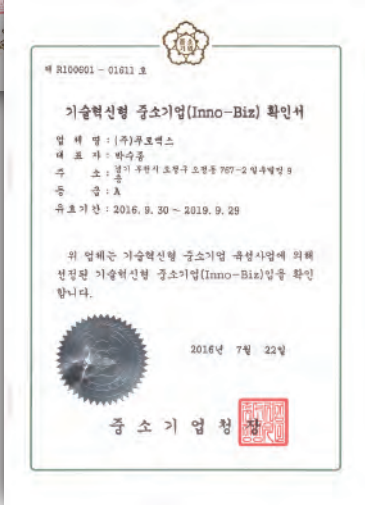 제 R100601 - 01611 호
기술혁신형 중소기업(Inno-Biz) 확인서
업 체 명 : (주)푸로맥스
대 표 자 : 박수종
주 소 : 경기 부천시 오정구 오정동 767-2 일우빌딩 9
층
등 급 : A
유효기간 : 2016. 9. 30 ~ 2019. 9. 29
위 업체는 기술혁신형 중소기업 육성사업에 의해
선정된 기술혁신형 중소기업(Inno-Biz)임을 확인
합니다.
2016년 7월 22일
중 소 기 업 청 장